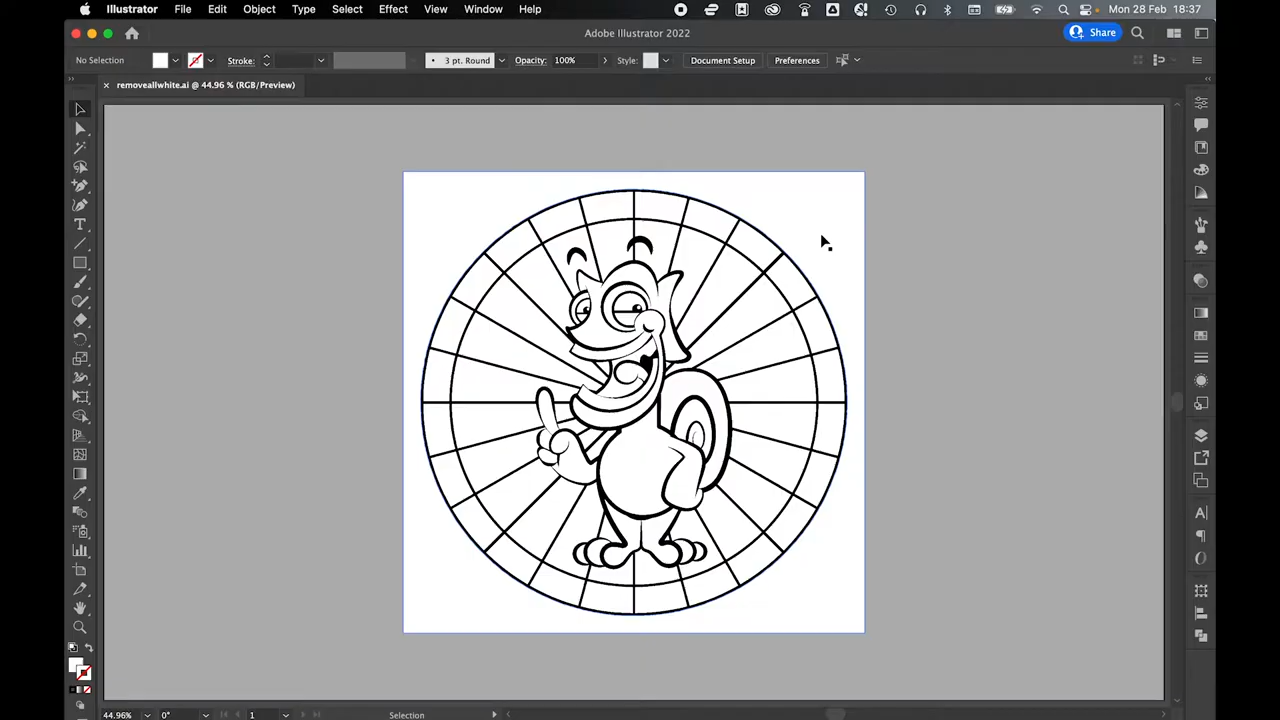 Illustrator File Edit Object Type Select Effect View Window Help Mon 28 Feb 18:37
Adobe Illustrator 2022 Share
No Selection Stroke: 3 pt. Round Opacity: 100% Style: Document Setup Preferences
× removeallwhite.ai @ 44.96 % (RGB/Preview)
44.96% 0° 1 Selection